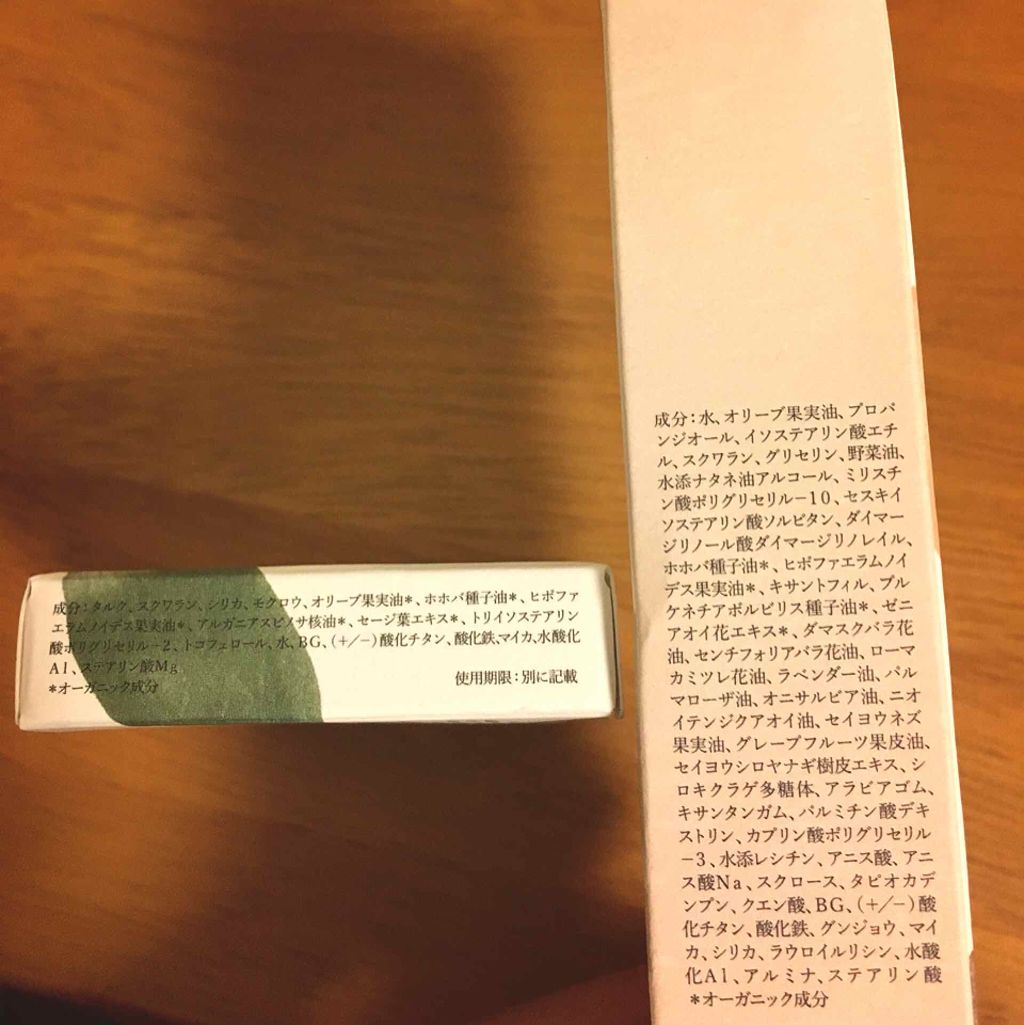 成分：タルク、スクワラン、シリカ、モクロウ、オリーブ果実油＊、ホホバ種子油＊、ヒポファ
エラムノイデス果実油＊、アルガニアスピノサ核油＊、セージ葉エキス＊、トリイソステアリン
酸ポリグリセリル－2、トコフェロール、水、BG、（＋／－）酸化チタン、酸化鉄、マイカ、水酸化
Al、ステアリン酸Mg
＊オーガニック成分
使用期限：別に記載
成分：水、オリーブ果実油、プロパ
ンジオール、イソステアリン酸エチ
ル、スクワラン、グリセリン、野菜油、
水添ナタネ油アルコール、ミリスチ
ン酸ポリグリセリル－10、セスキイ
ソステアリン酸ソルビタン、ダイマー
ジリノール酸ダイマージリノレイル、
ホホバ種子油＊、ヒポファエラムノイ
デス果実油＊、キサントフィル、プル
ケネチアボルビリス種子油＊、ゼニ
アオイ花エキス＊、ダマスクバラ花
油、センチフォリアバラ花油、ローマ
カミツレ花油、ラベンダー油、パル
マローザ油、オニサルビア油、ニオ
イテンジクアオイ油、セイヨウネズ
果実油、グレープフルーツ果皮油、
セイヨウシロヤナギ樹皮エキス、シ
ロキクラゲ多糖体、アラビアゴム、
キサンタンガム、パルミチン酸デキ
ストリン、カプリン酸ポリグリセリル
－3、水添レシチン、アニス酸、アニ
ス酸Na、スクロース、タピオカデ
ンプン、クエン酸、BG、（＋／－）酸
化チタン、酸化鉄、グンジョウ、マイ
カ、シリカ、ラウロイルリシン、水酸
化Al、アルミナ、ステアリン酸
＊オーガニック成分